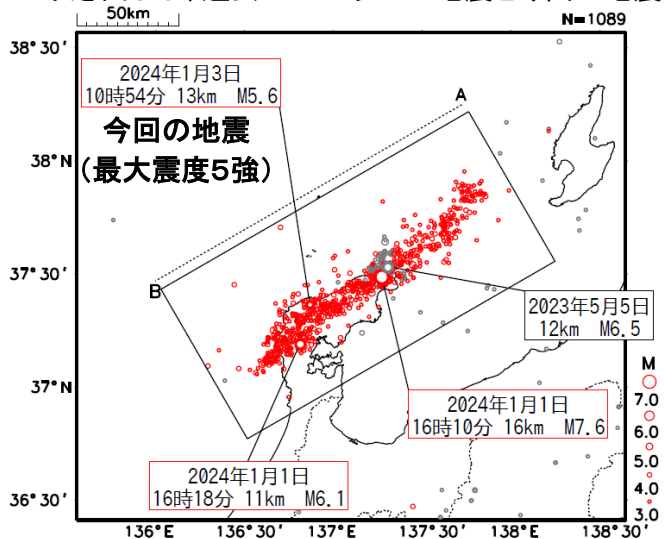 50km
N=1089
38°30′
38°N
37°30′
37°N
36°30′
136°E
136°30′
137°E
137°30′
138°E
138°30′
2024年1月3日
10時54分 13km M5.6
今回の地震
(最大震度5強)
A
B
2023年5月5日
12km M6.5
2024年1月1日
16時10分 16km M7.6
2024年1月1日
16時18分 11km M6.1
M
7.0
6.0
5.0
4.0
3.0